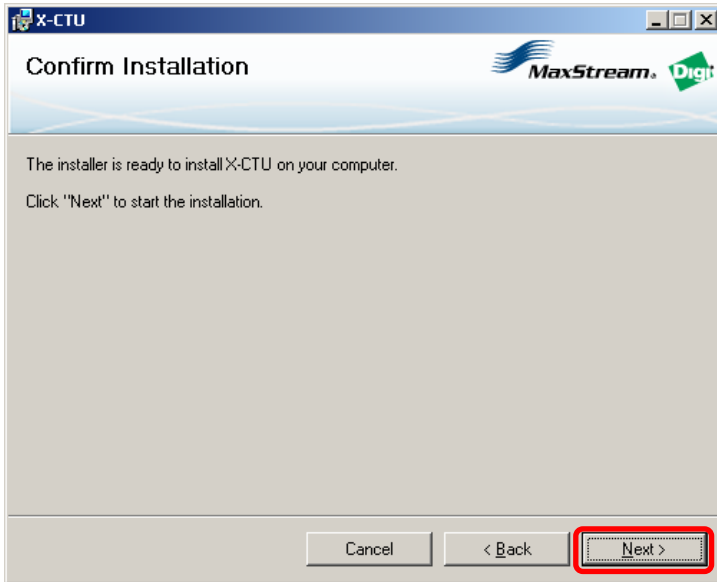 X-CTU
Confirm Installation
MaxStream.
Digi
The installer is ready to install X-CTU on your computer.
Click "Next" to start the installation.
Cancel
< Back
Next >